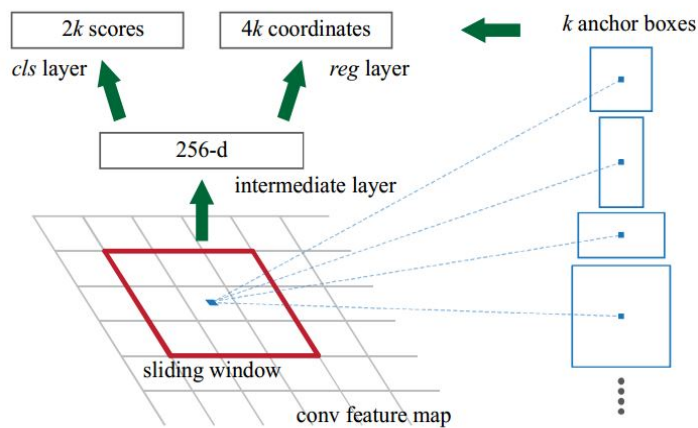 2k scores
4k coordinates
k anchor boxes
cls layer
reg layer
256-d
intermediate layer
sliding window
conv feature map